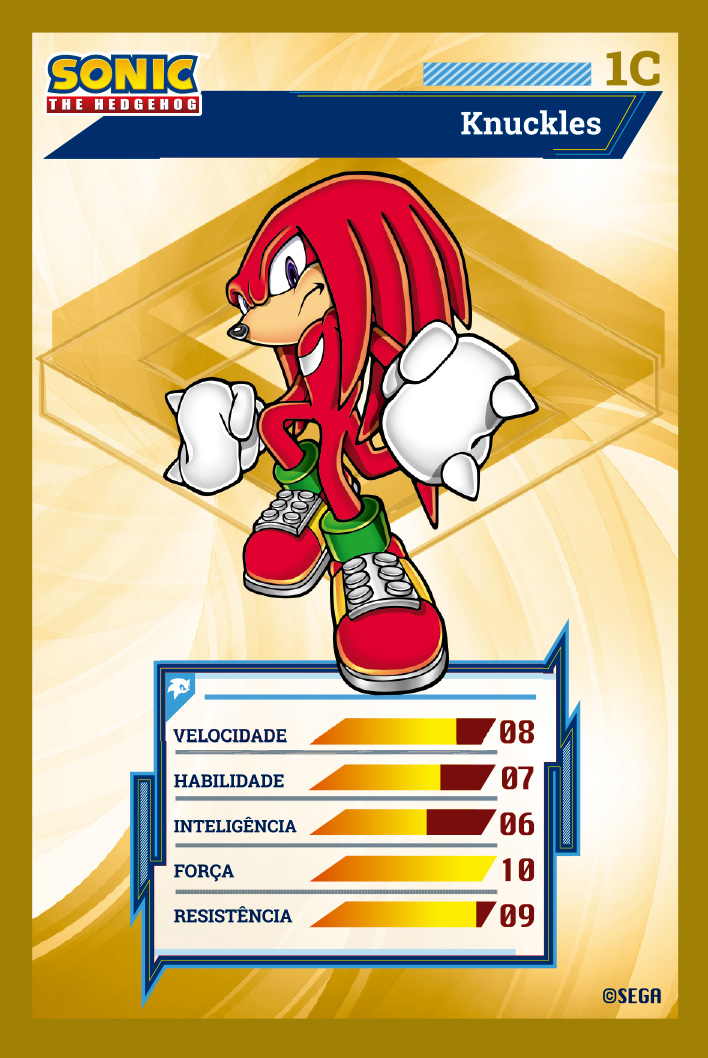 SONIC
THE HEDGEHOG
1C
Knuckles
VELOCIDADE 08
HABILIDADE 07
INTELIGÊNCIA 06
FORÇA 10
RESISTÊNCIA 09
©SEGA